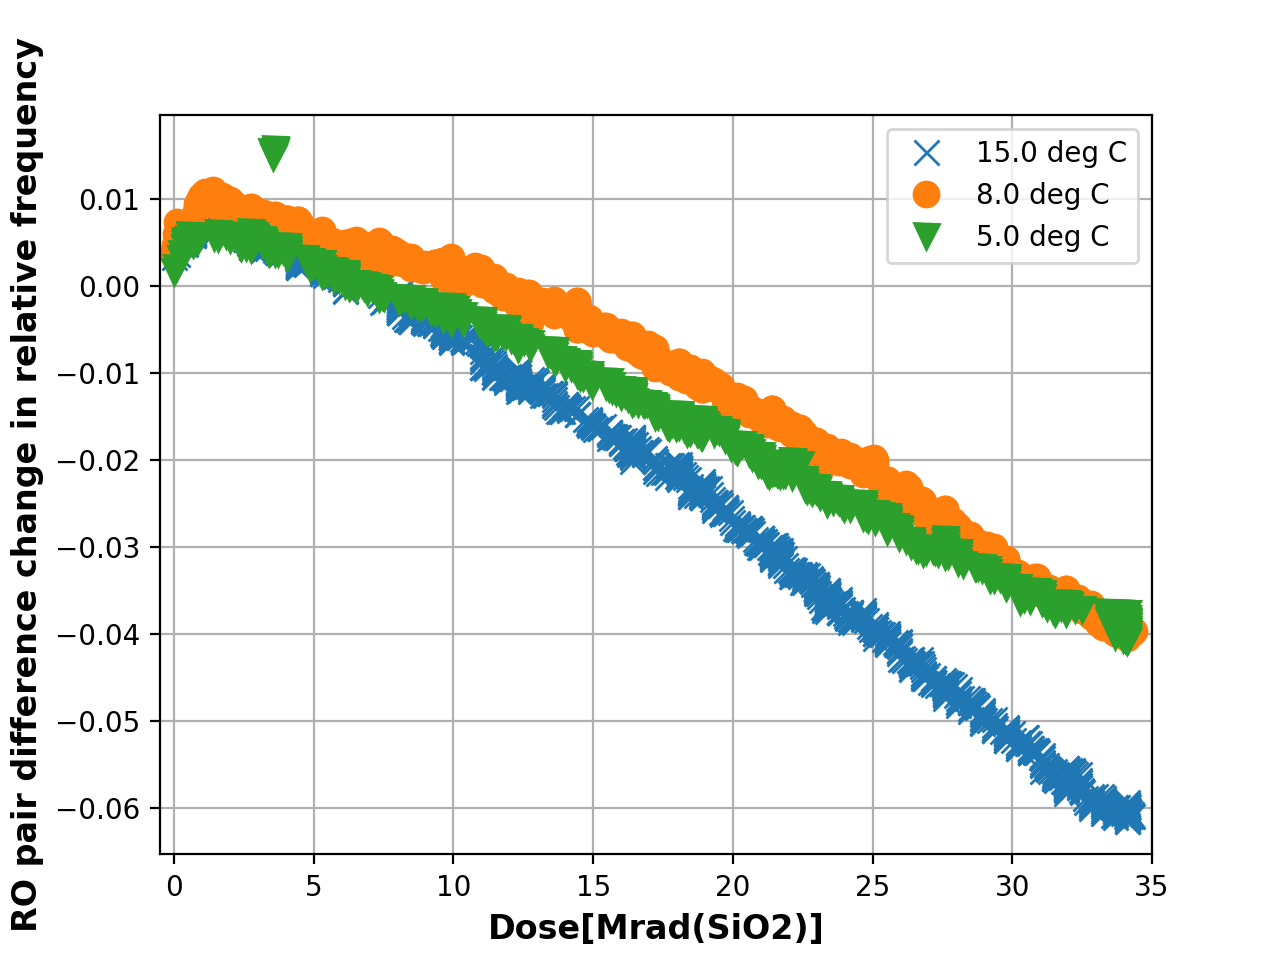 RO pair difference change in relative frequency
0.01
0.00
−0.01
−0.02
−0.03
−0.04
−0.05
−0.06
15.0 deg C
8.0 deg C
5.0 deg C
0 5 10 15 20 25 30 35
Dose[Mrad(SiO2)]